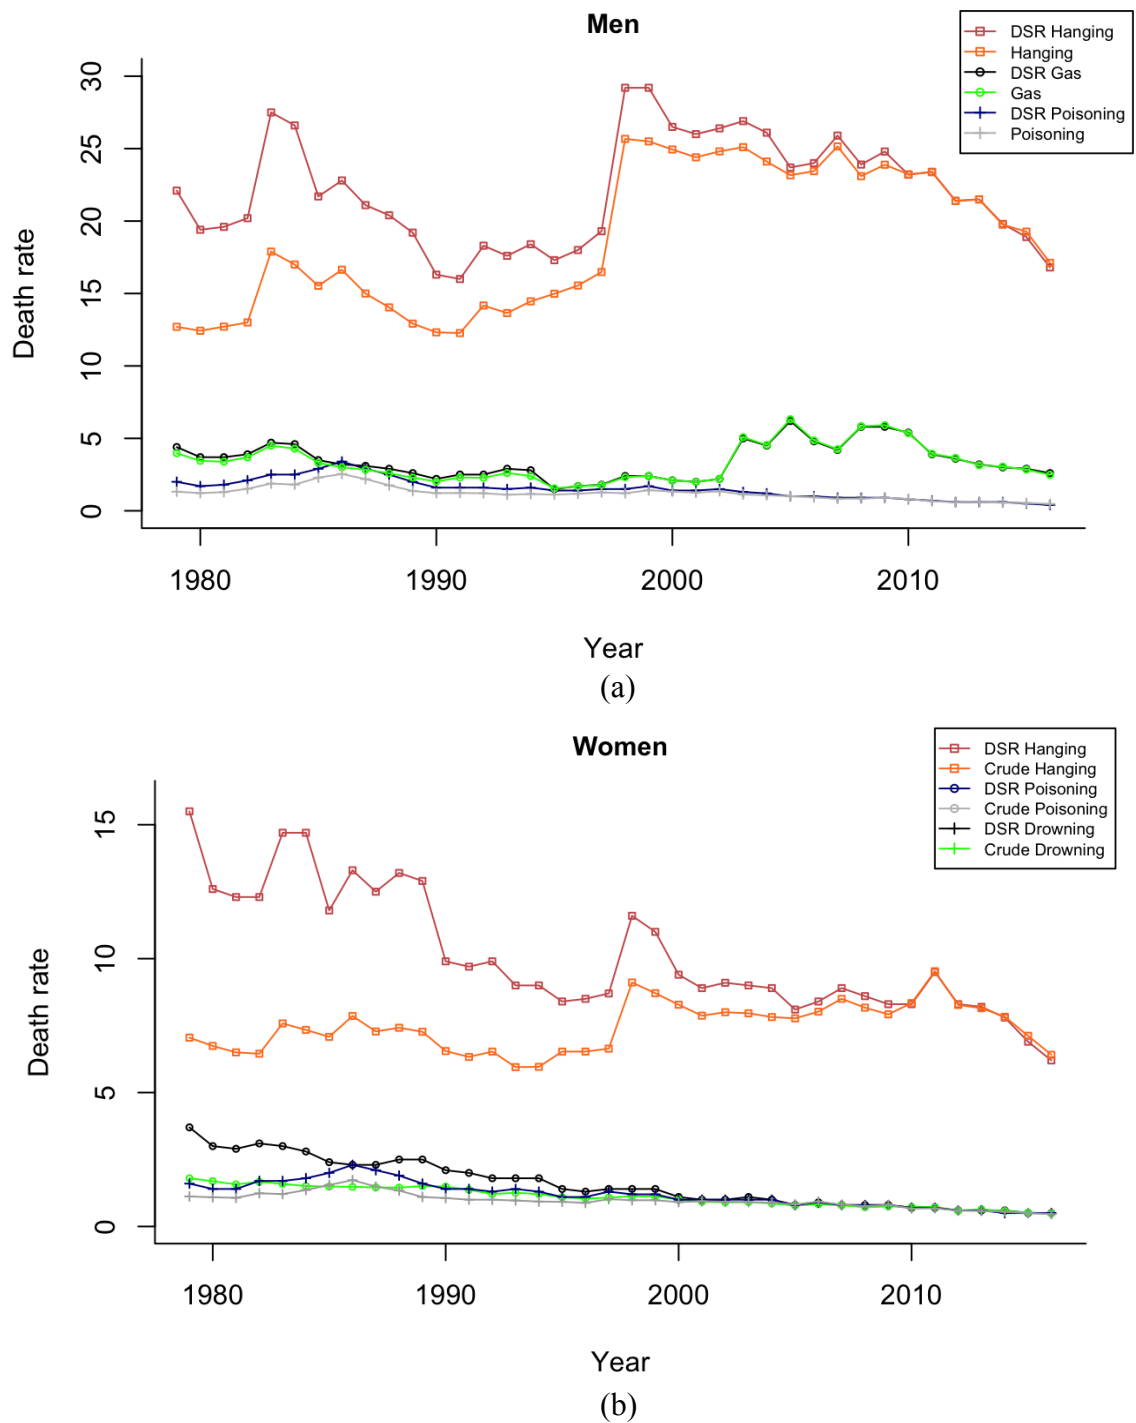 Men
DSR Hanging
Hanging
DSR Gas
Gas
DSR Poisoning
Poisoning
30
25
20
15
10
5
0
Death rate
1980 1990 2000 2010
Year
(a)
Women
DSR Hanging
Crude Hanging
DSR Poisoning
Crude Poisoning
DSR Drowning
Crude Drowning
15
10
5
0
Death rate
1980 1990 2000 2010
Year
(b)